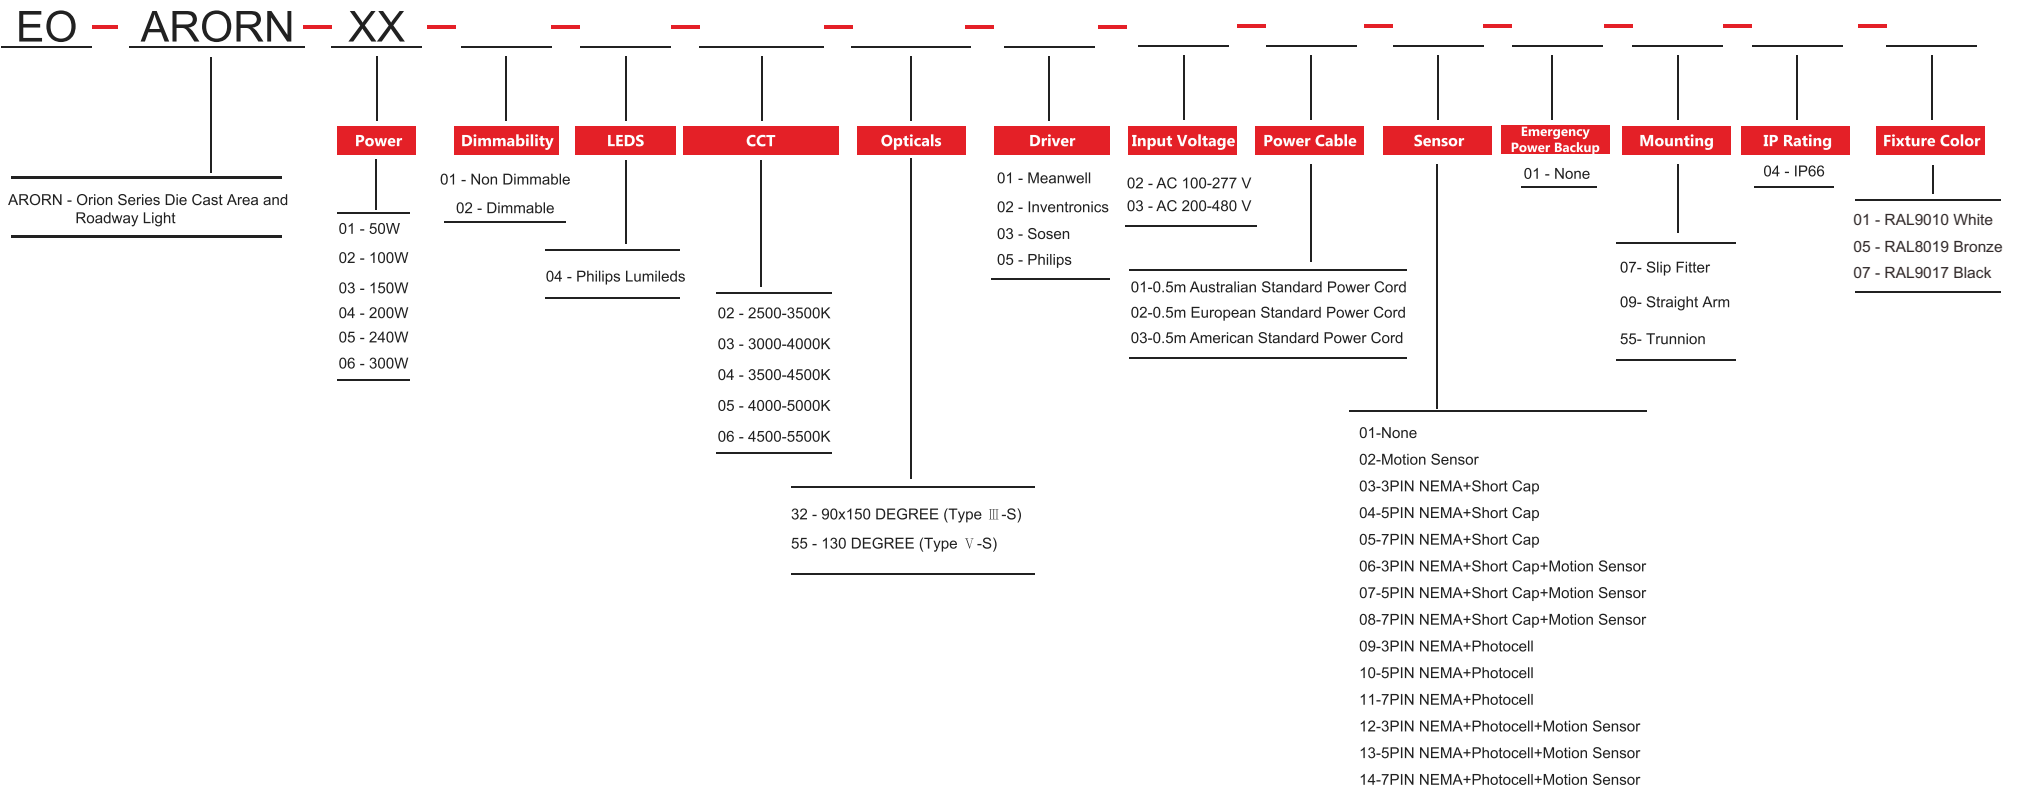 EO – ARORN – XX – – – – – – – – – – – –
ARORN - Orion Series Die Cast Area and
Roadway Light
Power
01 - 50W
02 - 100W
03 - 150W
04 - 200W
05 - 240W
06 - 300W
Dimmability
01 - Non Dimmable
02 - Dimmable
LEDS
04 - Philips Lumileds
CCT
02 - 2500-3500K
03 - 3000-4000K
04 - 3500-4500K
05 - 4000-5000K
06 - 4500-5500K
Opticals
32 - 90x150 DEGREE (Type Ⅲ-S)
55 - 130 DEGREE (Type Ⅴ-S)
Driver
01 - Meanwell
02 - Inventronics
03 - Sosen
05 - Philips
Input Voltage
02 - AC 100-277 V
03 - AC 200-480 V
Power Cable
01-0.5m Australian Standard Power Cord
02-0.5m European Standard Power Cord
03-0.5m American Standard Power Cord
Sensor
01-None
02-Motion Sensor
03-3PIN NEMA+Short Cap
04-5PIN NEMA+Short Cap
05-7PIN NEMA+Short Cap
06-3PIN NEMA+Short Cap+Motion Sensor
07-5PIN NEMA+Short Cap+Motion Sensor
08-7PIN NEMA+Short Cap+Motion Sensor
09-3PIN NEMA+Photocell
10-5PIN NEMA+Photocell
11-7PIN NEMA+Photocell
12-3PIN NEMA+Photocell+Motion Sensor
13-5PIN NEMA+Photocell+Motion Sensor
14-7PIN NEMA+Photocell+Motion Sensor
Emergency
Power Backup
01 - None
Mounting
07- Slip Fitter
09- Straight Arm
55- Trunnion
IP Rating
04 - IP66
Fixture Color
01 - RAL9010 White
05 - RAL8019 Bronze
07 - RAL9017 Black